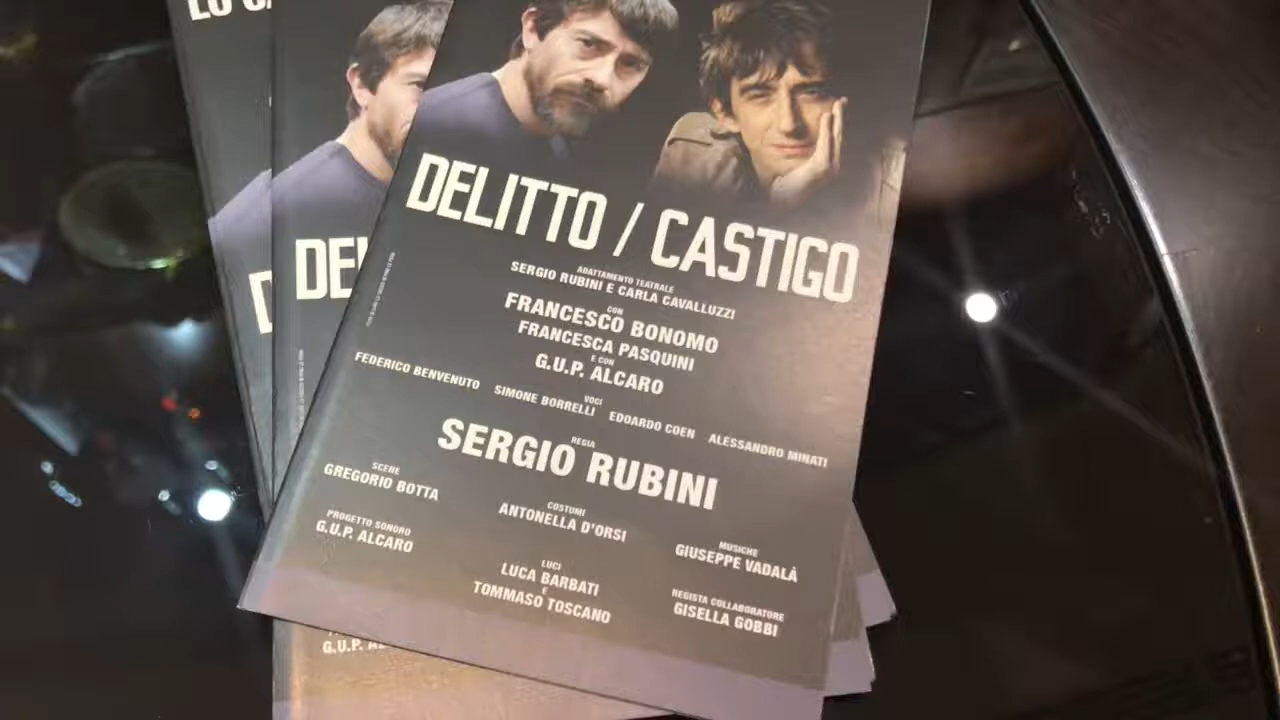 DELITTO / CASTIGO
ADATTAMENTO TEATRALE
SERGIO RUBINI E CARLA CAVALLUZZI
CON
FRANCESCO BONOMO
FRANCESCA PASQUINI
E CON
G.U.P. ALCARO
VOCI
FEDERICO BENVENUTO SIMONE BORRELLI EDOARDO COEN ALESSANDRO MINATI
REGIA
SERGIO RUBINI
SCENE
GREGORIO BOTTA
COSTUMI
ANTONELLA D'ORSI
MUSICHE
GIUSEPPE VADALÀ
PROGETTO SONORO
G.U.P. ALCARO
LUCI
LUCA BARBATI
E
TOMMASO TOSCANO
REGISTA COLLABORATORE
GISELLA GOBBI
DEL
D
G.U.P. AL